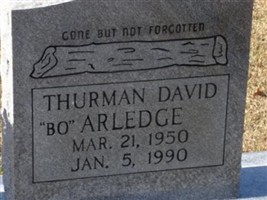 GONE BUT NOT FORGOTTEN
THURMAN DAVID
"BO" ARLEDGE
MAR. 21, 1950
JAN. 5, 1990